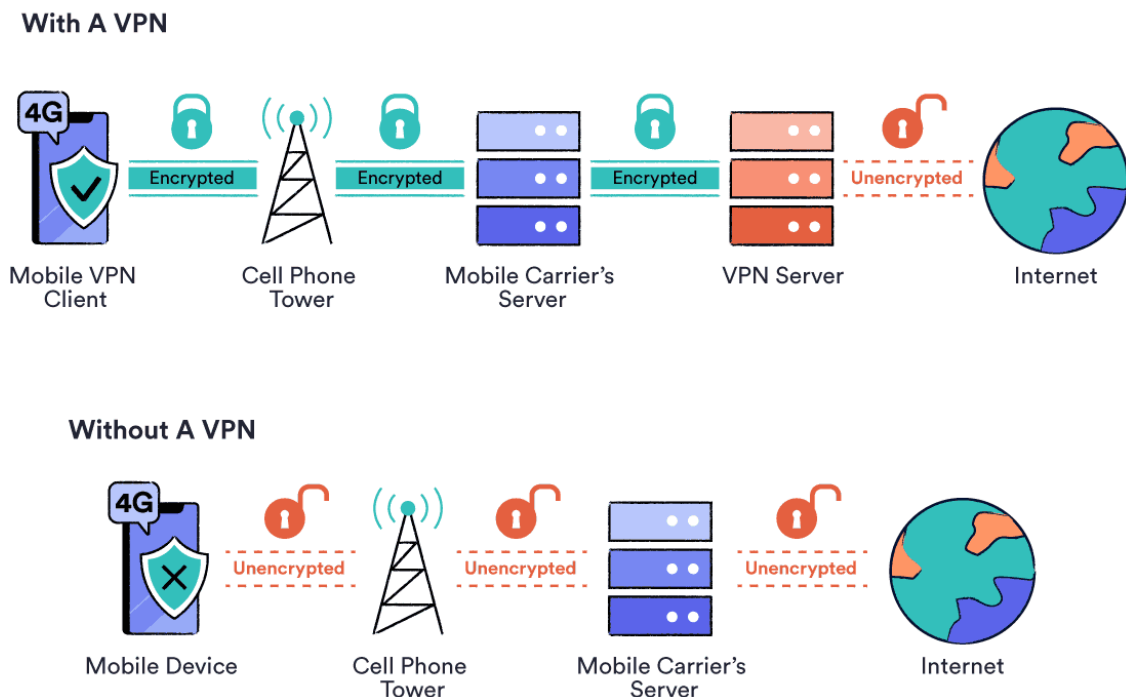 With A VPN
4G
Encrypted
Encrypted
Encrypted
Unencrypted
Mobile VPN
Client
Cell Phone
Tower
Mobile Carrier’s
Server
VPN Server
Internet
Without A VPN
4G
Unencrypted
Unencrypted
Unencrypted
Mobile Device
Cell Phone
Tower
Mobile Carrier’s
Server
Internet